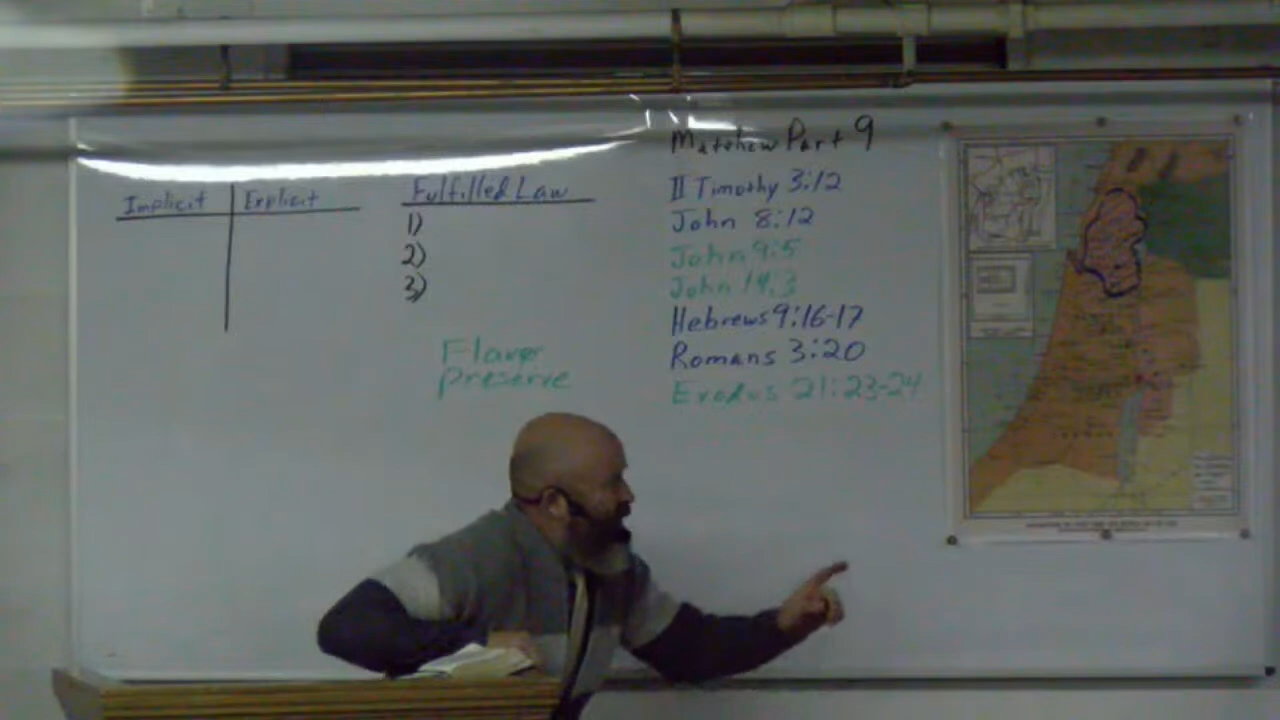 Implicit Explicit
Fulfilled Law
1)
2)
3)
Flavor
Preserve
Matthew Part 9
II Timothy 3:12
John 8:12
John 9:5
John 14:3
Hebrews 9:16-17
Romans 3:20
Exodus 21:23-24